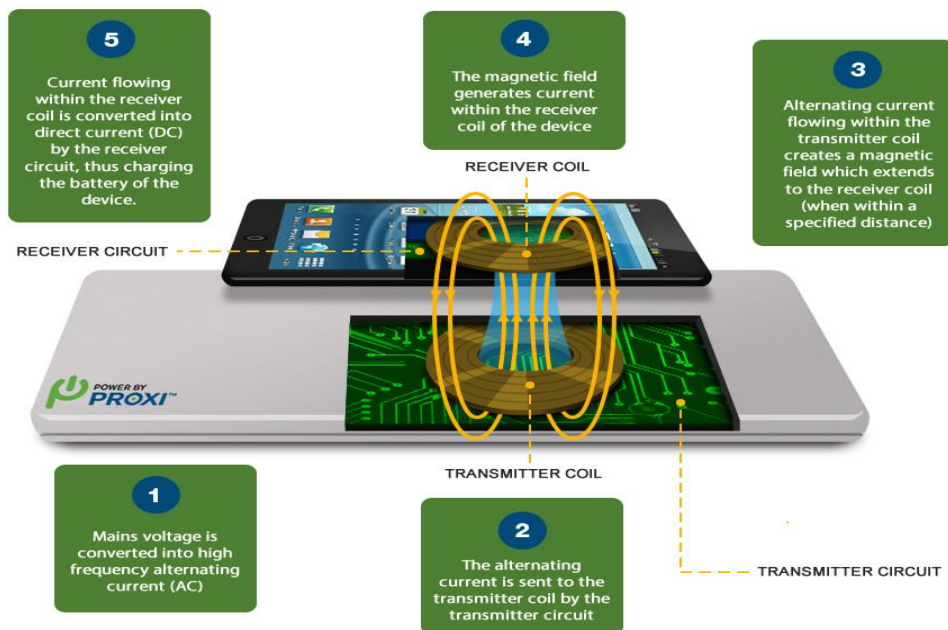 5
Current flowing
within the receiver
coil is converted into
direct current (DC)
by the receiver
circuit, thus charging
the battery of the
device.
4
The magnetic field
generates current
within the receiver
coil of the device
3
Alternating current
flowing within the
transmitter coil
creates a magnetic
field which extends
to the receiver coil
(when within a
specified distance)
RECEIVER COIL
RECEIVER CIRCUIT
POWER BY
PROXI™
TRANSMITTER COIL
1
Mains voltage is
converted into high
frequency alternating
current (AC)
2
The alternating
current is sent to the
transmitter coil by the
transmitter circuit
TRANSMITTER CIRCUIT